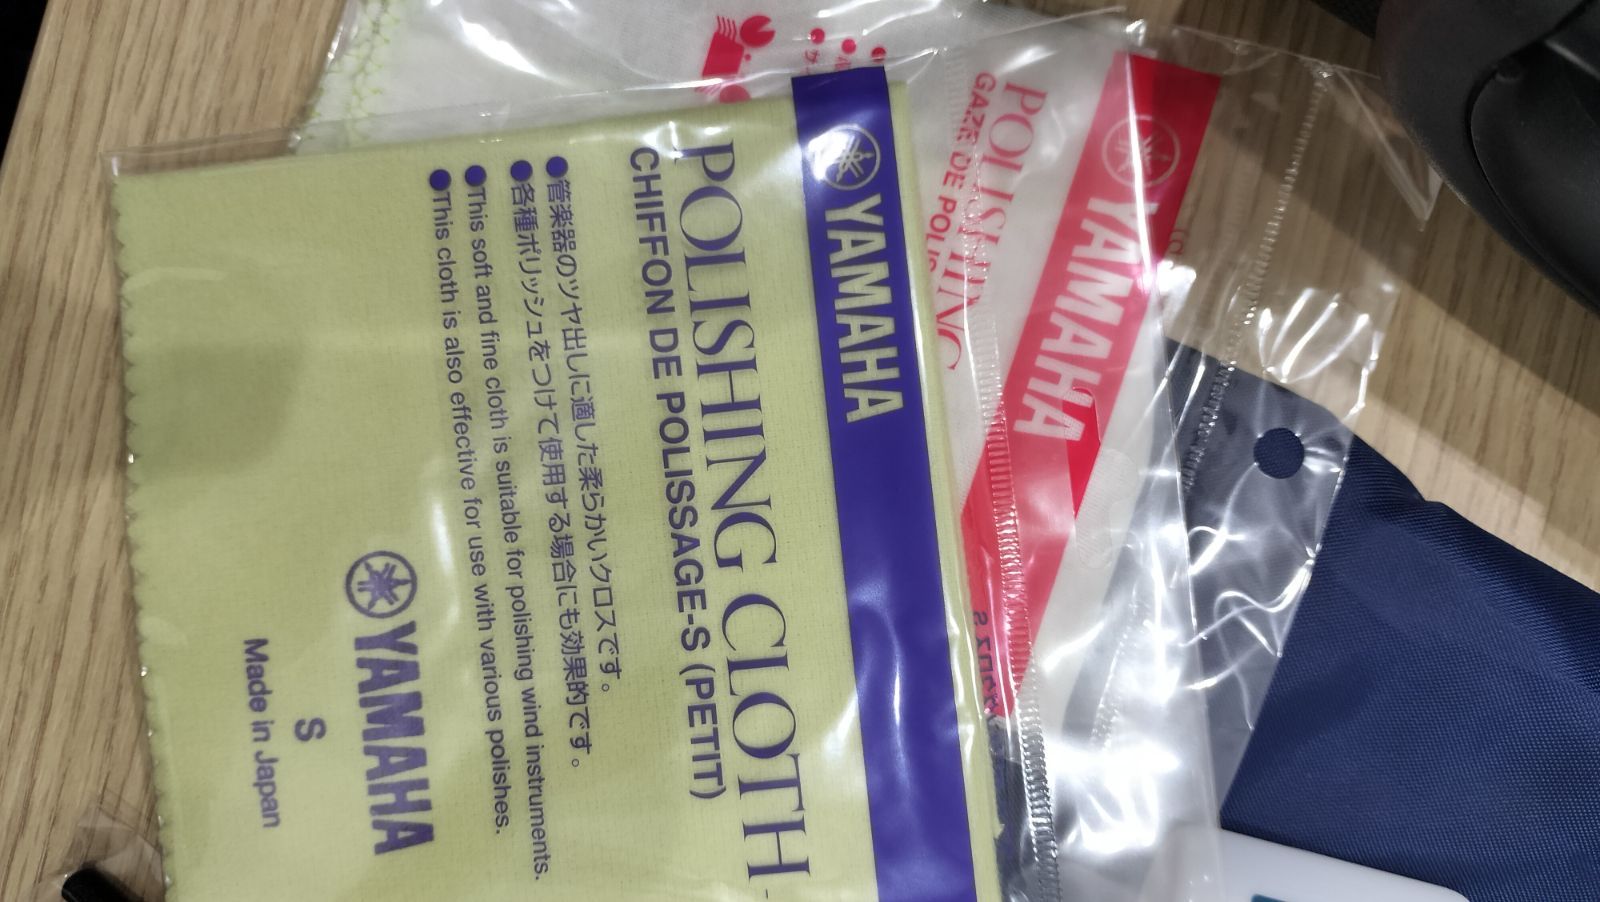 YAMAHA
POLISHING CLOTH
CHIFFON DE POLISSAGE-S (PETIT)
●管楽器のツヤ出しに適した柔らかいクロスです。
●各種ポリッシュをつけて使用する場合にも効果的です。
●This soft and fine cloth is suitable for polishing wind instruments.
●This cloth is also effective for use with various polishes.
YAMAHA
S
Made in Japan
YAMAHA
POLISHING
GAZE DE POLIS